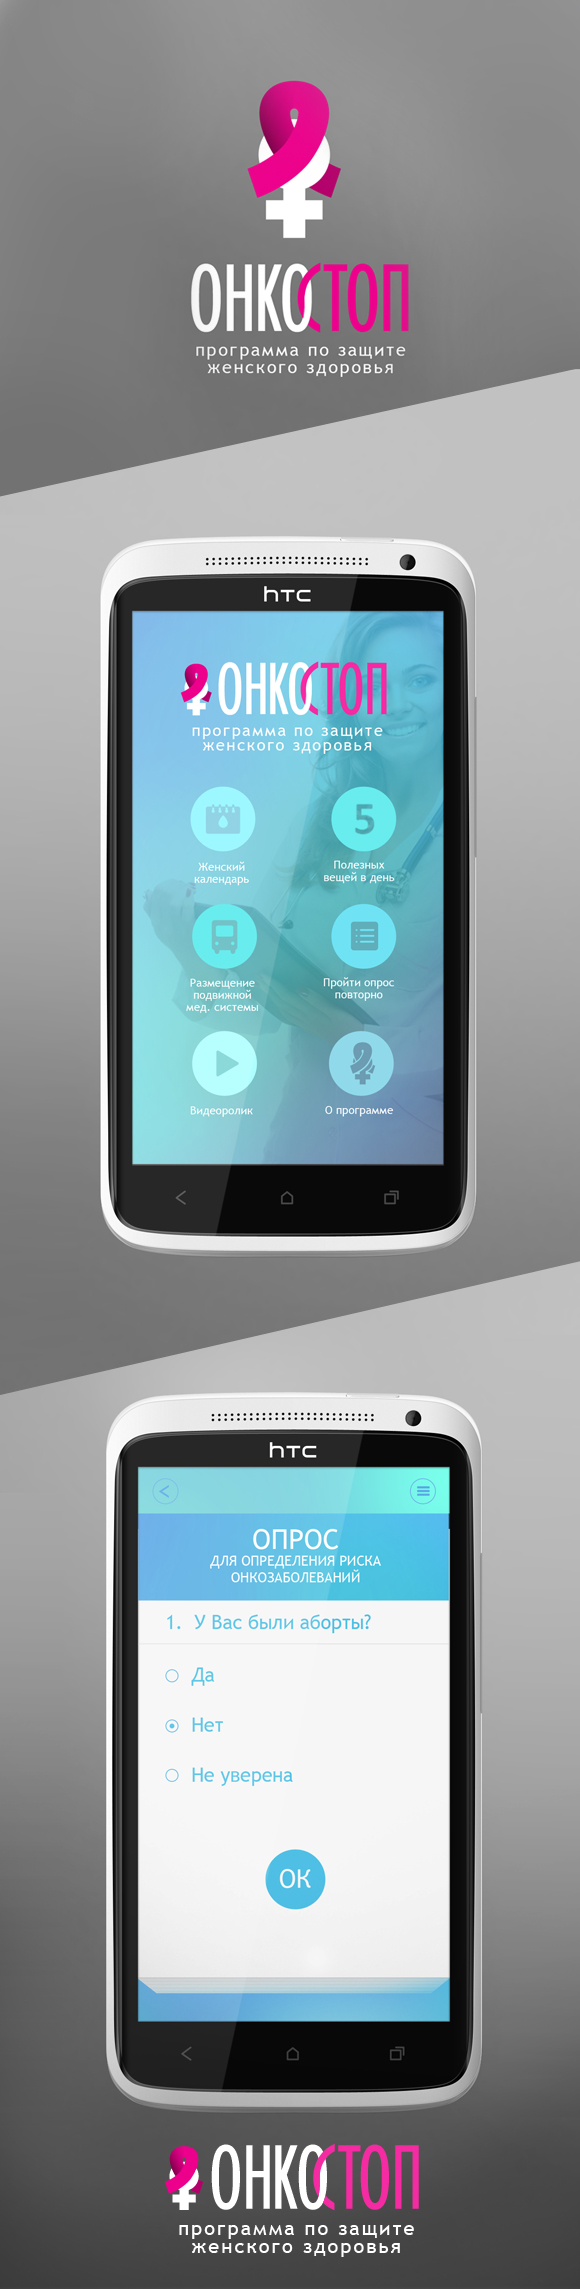 ОНКОСТОП
программа по защите
женского здоровья
hTC
ОНКОСТОП
программа по защите
женского здоровья
Женский
календарь
5
Полезных
вещей в день
Размещение
подвижной
мед. системы
Пройти опрос
повторно
Видеоролик
О программе
hTC
ОПРОС
ДЛЯ ОПРЕДЕЛЕНИЯ РИСКА
ОНКОЗАБОЛЕВАНИЙ
1. У Вас были аборты?
Да
Нет
Не уверена
ОК
ОНКОСТОП
программа по защите
женского здоровья